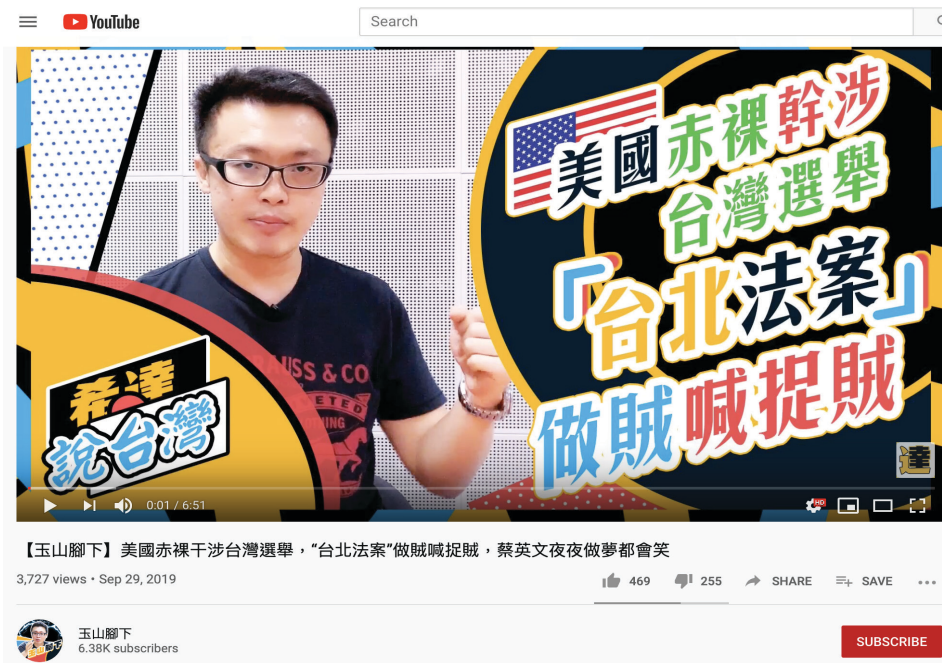 YouTube
Search
美國赤裸幹涉
台灣選舉
「台北法案」
做賊喊捉賊
USS & CO
希達
說台灣
達
0:01 / 6:51
HD
【玉山腳下】美國赤裸干涉台灣選舉，“台北法案”做賊喊捉賊，蔡英文夜夜做夢都會笑
3,727 views • Sep 29, 2019
469
255
SHARE
SAVE
玉山腳下
6.38K subscribers
SUBSCRIBE